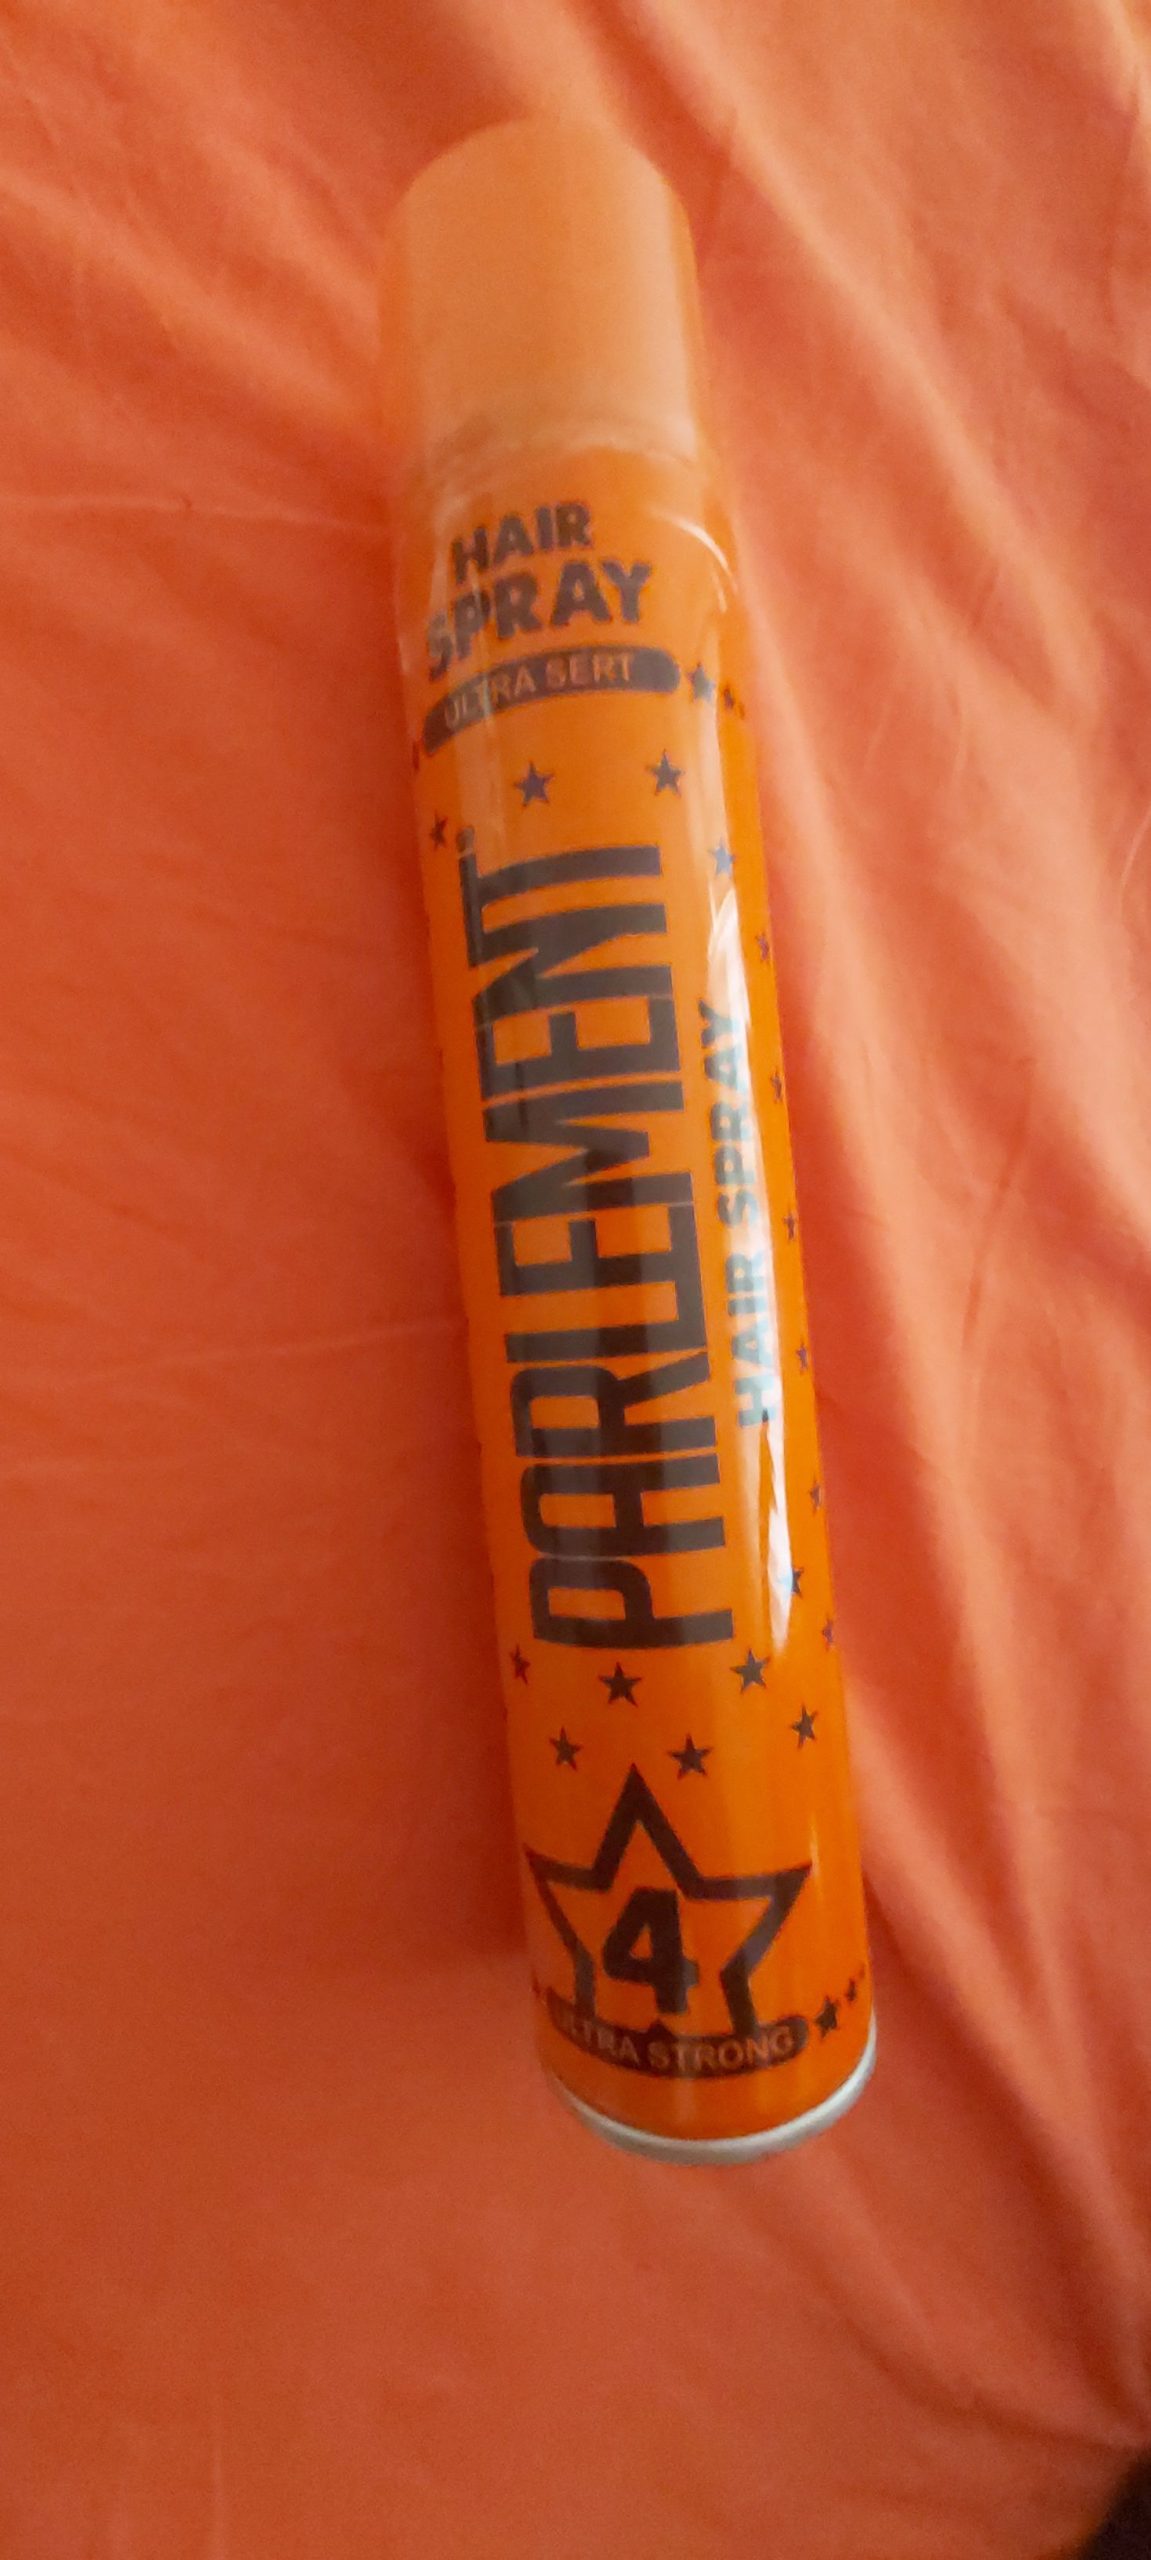 HAIR
SPRAY
ULTRA SERT
PARLEMENT
HAIR SPRAY
4
ULTRA STRONG